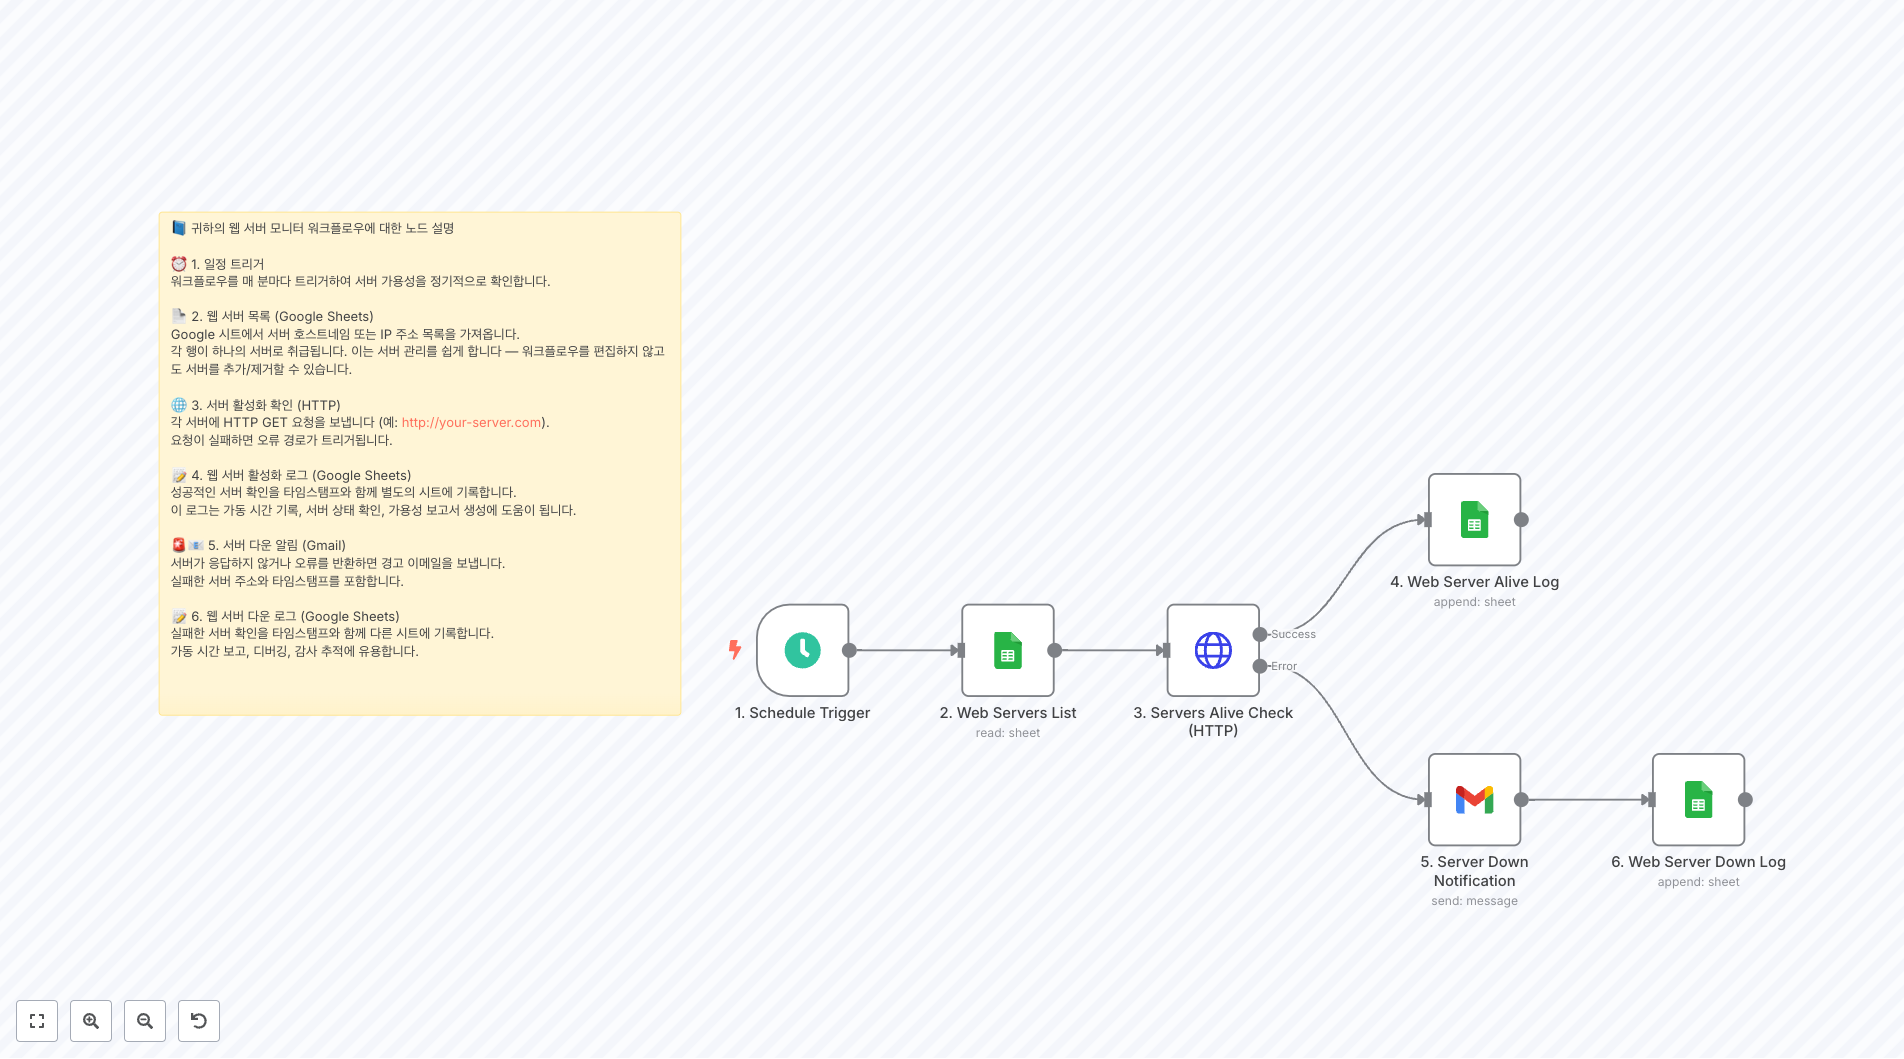 📘 귀하의 웹 서버 모니터 워크플로우에 대한 노드 설명
⏰ 1. 일정 트리거
워크플로우를 매 분마다 트리거하여 서버 가용성을 정기적으로 확인합니다.
📄 2. 웹 서버 목록 (Google Sheets)
Google 시트에서 서버 호스트네임 또는 IP 주소 목록을 가져옵니다.
각 행이 하나의 서버로 취급됩니다. 이는 서버 관리를 쉽게 합니다 — 워크플로우를 편집하지 않고
도 서버를 추가/제거할 수 있습니다.
🌐 3. 서버 활성화 확인 (HTTP)
각 서버에 HTTP GET 요청을 보냅니다 (예: http://your-server.com).
요청이 실패하면 오류 경로가 트리거됩니다.
📝 4. 웹 서버 활성화 로그 (Google Sheets)
성공적인 서버 확인을 타임스탬프와 함께 별도의 시트에 기록합니다.
이 로그는 가동 시간 기록, 서버 상태 확인, 가용성 보고서 생성에 도움이 됩니다.
🚨📧 5. 서버 다운 알림 (Gmail)
서버가 응답하지 않거나 오류를 반환하면 경고 이메일을 보냅니다.
실패한 서버 주소와 타임스탬프를 포함합니다.
📝 6. 웹 서버 다운 로그 (Google Sheets)
실패한 서버 확인을 타임스탬프와 함께 다른 시트에 기록합니다.
가동 시간 보고, 디버깅, 감사 추적에 유용합니다.
1. Schedule Trigger
2. Web Servers List
read: sheet
3. Servers Alive Check
(HTTP)
Success
Error
4. Web Server Alive Log
append: sheet
5. Server Down
Notification
send: message
6. Web Server Down Log
append: sheet